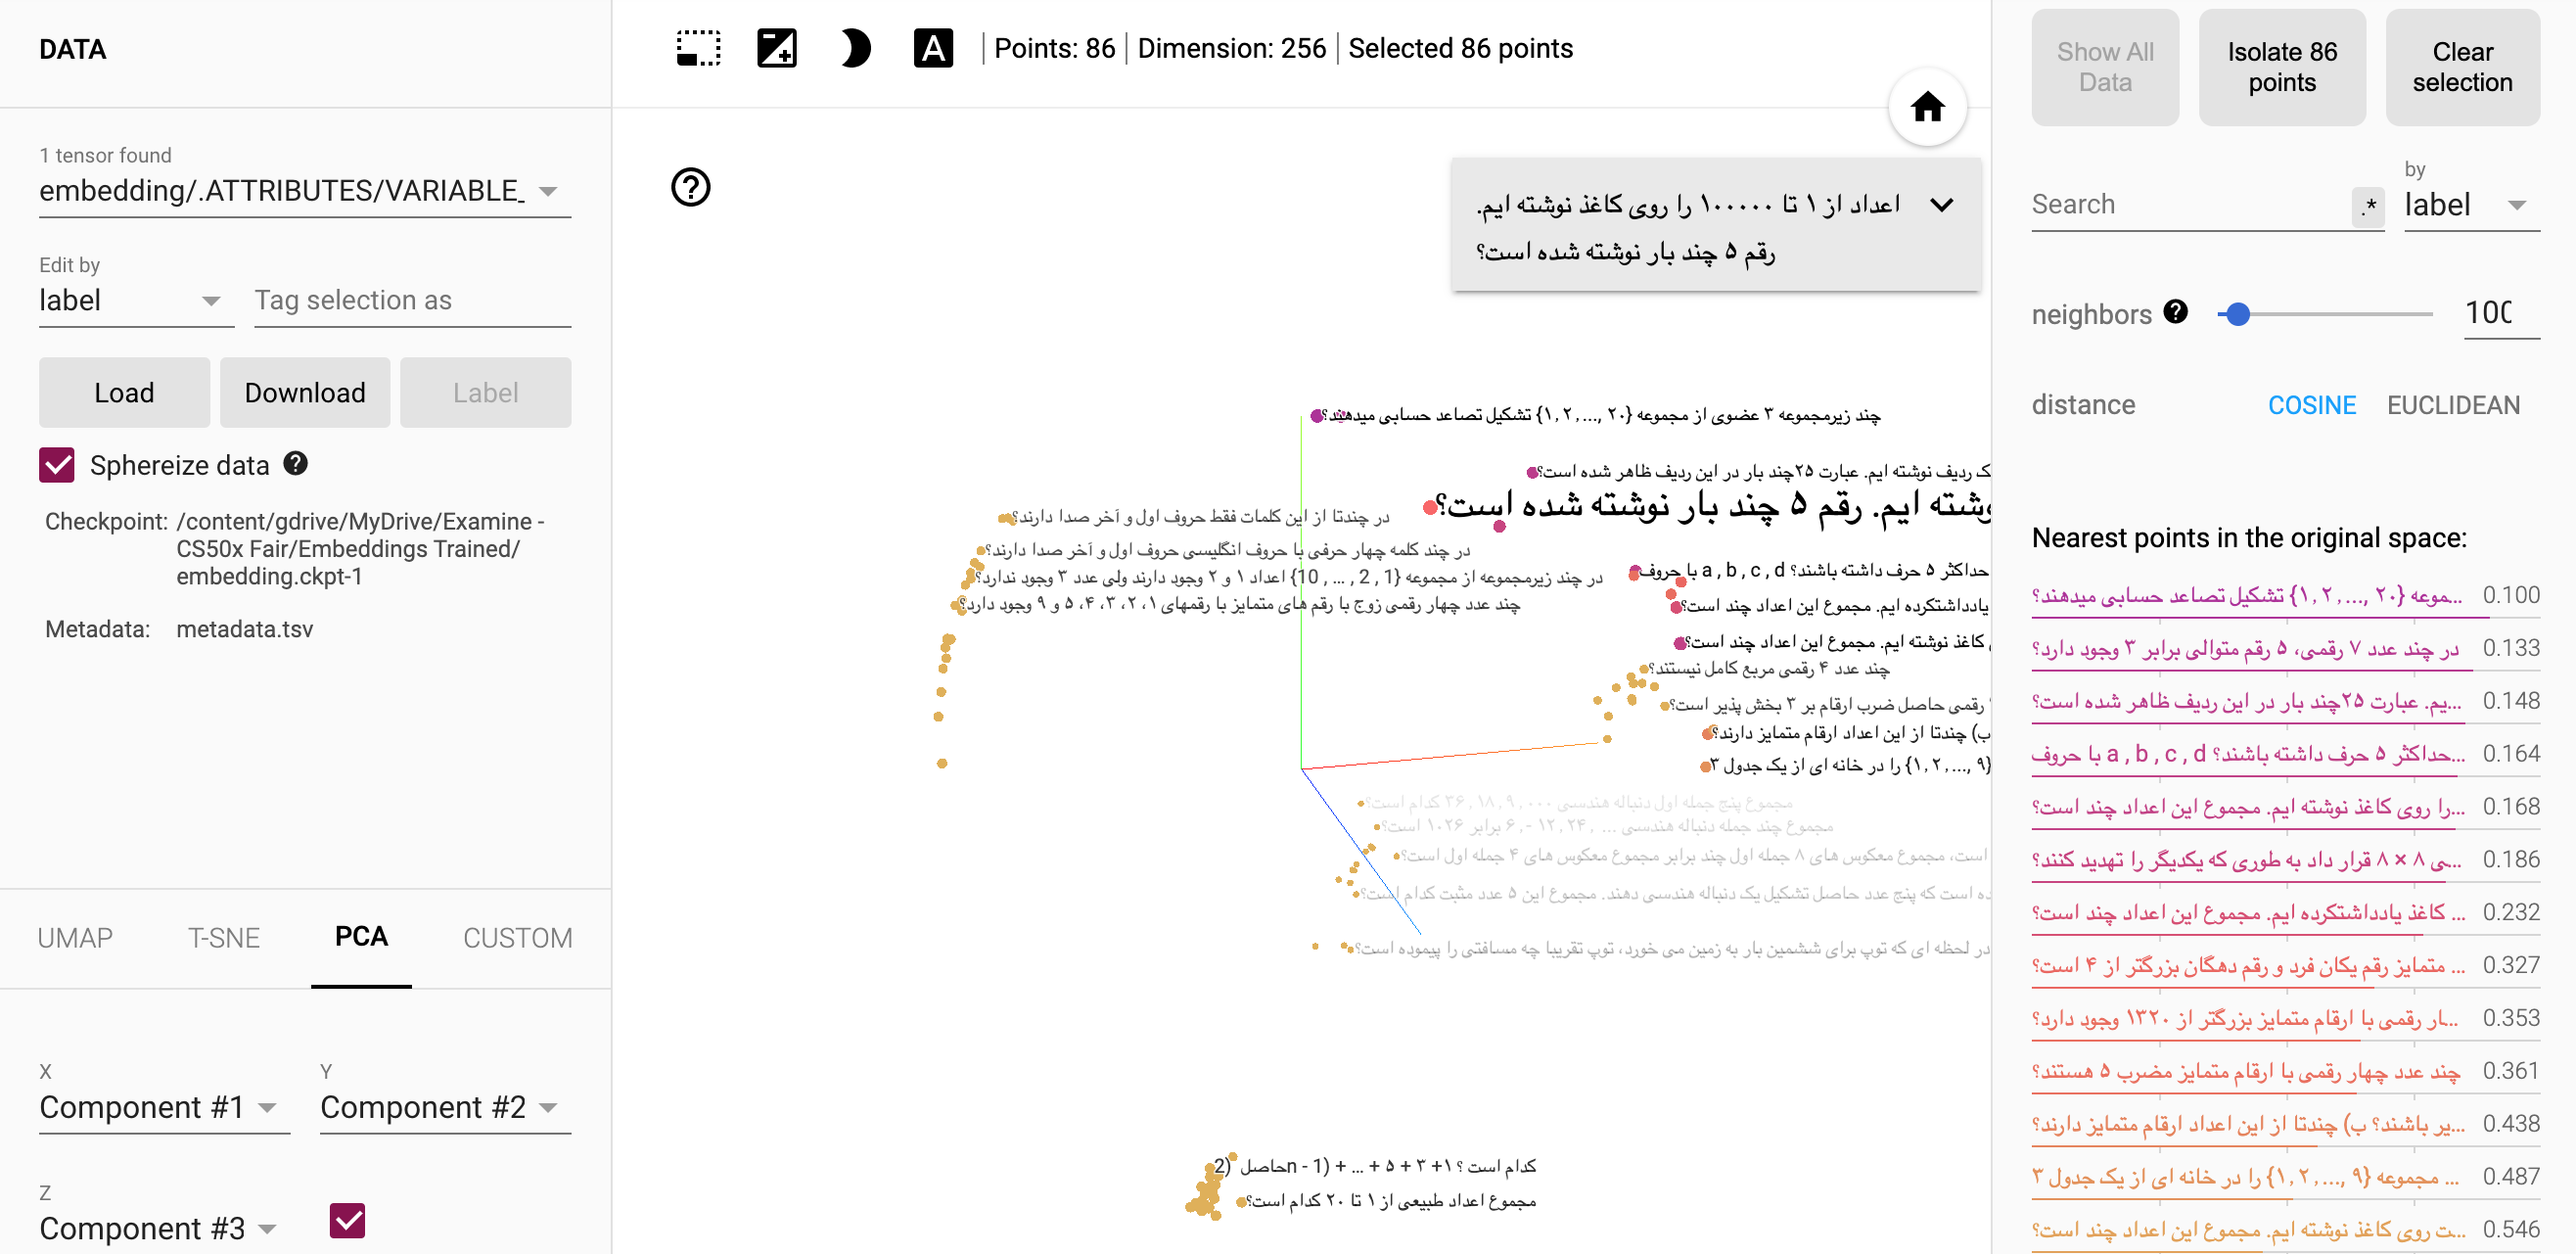 DATA
1 tensor found
embedding/.ATTRIBUTES/VARIABLE_
Edit by
label
Tag selection as
Load
Download
Label
Sphereize data
Checkpoint: /content/gdrive/MyDrive/Examine -
CS50x Fair/Embeddings Trained/
embedding.ckpt-1
Metadata: metadata.tsv
UMAP
T-SNE
PCA
CUSTOM
X
Component #1
Y
Component #2
Z
Component #3
A
Points: 86
Dimension: 256
Selected 86 points
اعداد از ۱ تا ۱۰۰۰۰۰ را روی کاغذ نوشته ایم.
رقم ۵ چند بار نوشته شده است؟
چند زیرمجموعه ۳ عضوی از مجموعه {۱, ۲, ..., ۲۰} تشکیل تصاعد حسابی میدهند؟
ک ردیف نوشته ایم. عبارت ۲۵چند بار در این ردیف ظاهر شده است؟
وشته ایم. رقم ۵ چند بار نوشته شده است؟
در چندتا از این کلمات فقط حروف اول و آخر صدا دارند؟
در چند کلمه چهار حرفی با حروف انگلیسی حروف اول و آخر صدا دارند؟
در چند زیرمجموعه از مجموعه {1 , 2 , ... , 10} اعداد ۱ و ۲ وجود دارند ولی عدد ۳ وجود ندارد؟
چند عدد چهار رقمی زوج با رقم های متمایز با رقمهای ۱، ۲، ۳، ۴، ۵ و ۹ وجود دارد؟
با حروف a , b , c , d حداکثر ۵ حرف داشته باشند؟
یادداشتکرده ایم. مجموع این اعداد چند است؟
کاغذ نوشته ایم. مجموع این اعداد چند است؟
چند عدد ۴ رقمی مربع کامل نیستند؟
رقمی حاصل ضرب ارقام بر ۳ بخش پذیر است؟
ب) چندتا از این اعداد ارقام متمایز دارند؟
{۱, ۲, ..., ۹} را در خانه ای از یک جدول ۳
مجموع پنج جمله اول دنباله هندسی ۰۰۰, ۹, ۱۸, ۳۶ کدام است؟
مجموع چند جمله دنباله هندسی ... ,۶ ,-۱۲, ۲۴ برابر ۱۰۲۶ است؟
است، مجموع معکوس های ۸ جمله اول چند برابر مجموع معکوس های ۴ جمله اول است؟
ده است که پنج عدد حاصل تشکیل یک دنباله هندسی دهند. مجموع این ۵ عدد مثبت کدام است؟
در لحظه ای که توپ برای ششمین بار به زمین می خورد، توپ تقریبا چه مسافتی را پیموده است؟
حاصل (2n - 1) + ... + ۵ + ۳ +۱ کدام است ؟
مجموع اعداد طبیعی از ۱ تا ۲۰ کدام است؟
Show All
Data
Isolate 86
points
Clear
selection
Search
.*
by
label
neighbors
100
distance
COSINE
EUCLIDEAN
Nearest points in the original space:
...موعه {۱, ۲, ..., ۲۰} تشکیل تصاعد حسابی میدهند؟ 0.100
در چند عدد ۷ رقمی، ۵ رقم متوالی برابر ۳ وجود دارد؟ 0.133
...یم. عبارت ۲۵چند بار در این ردیف ظاهر شده است؟ 0.148
با حروف a , b , c , d حداکثر ۵ حرف داشته باشند؟... 0.164
...را روی کاغذ نوشته ایم. مجموع این اعداد چند است؟ 0.168
...ی ۸ × ۸ قرار داد به طوری که یکدیگر را تهدید کنند؟ 0.186
... کاغذ یادداشتکرده ایم. مجموع این اعداد چند است؟ 0.232
... متمایز رقم یکان فرد و رقم دهگان بزرگتر از ۴ است؟ 0.327
...ار رقمی با ارقام متمایز بزرگتر از ۱۳۲۰ وجود دارد؟ 0.353
چند عدد چهار رقمی با ارقام متمایز مضرب ۵ هستند؟ 0.361
...یر باشند؟ ب) چندتا از این اعداد ارقام متمایز دارند؟ 0.438
... مجموعه {۱, ۲, ..., ۹} را در خانه ای از یک جدول ۳ 0.487
...ت روی کاغذ نوشته ایم. مجموع این اعداد چند است؟ 0.546